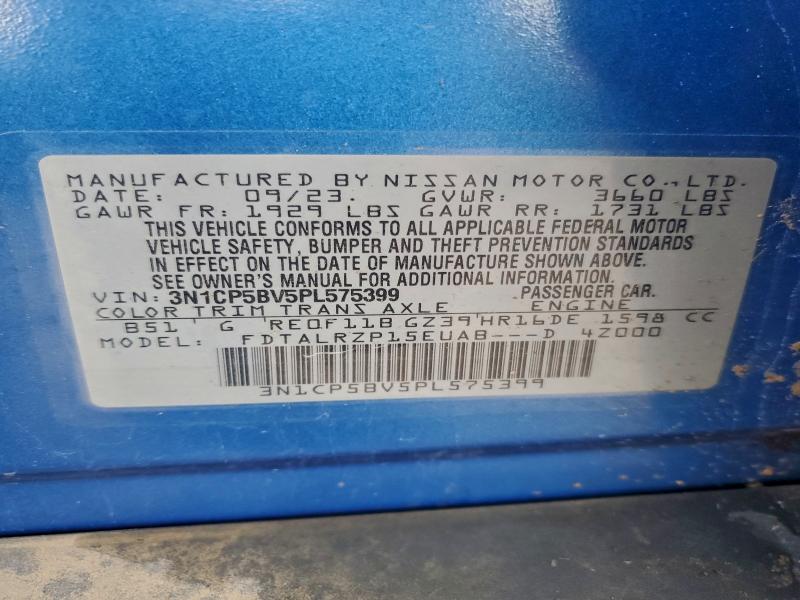 MANUFACTURED BY NISSAN MOTOR CO., LTD.
DATE: 09/23. GVWR: 3660 LBS
GAWR FR: 1929 LBS GAWR RR: 1731 LBS
THIS VEHICLE CONFORMS TO ALL APPLICABLE FEDERAL MOTOR
VEHICLE SAFETY, BUMPER AND THEFT PREVENTION STANDARDS
IN EFFECT ON THE DATE OF MANUFACTURE SHOWN ABOVE.
SEE OWNER'S MANUAL FOR ADDITIONAL INFORMATION.
VIN: 3N1CP5BV5PL575399 PASSENGER CAR.
COLOR TRIM TRANS AXLE ENGINE
B51 G RE0F11B GZ39 HR16DE 1598 CC
MODEL: FDTALRZP15EUAB---D 4Z000
3N1CP5BV5PL575399